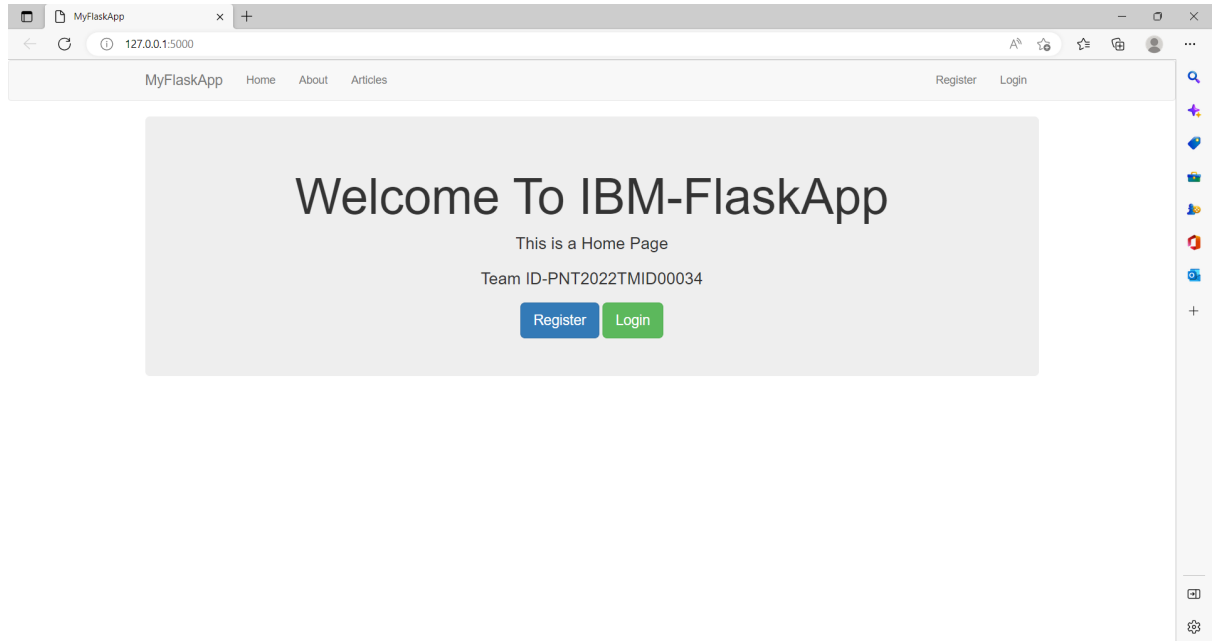 MyFlaskApp
127.0.0.1:5000
MyFlaskApp Home About Articles Register Login
Welcome To IBM-FlaskApp
This is a Home Page
Team ID-PNT2022TMID00034
Register Login